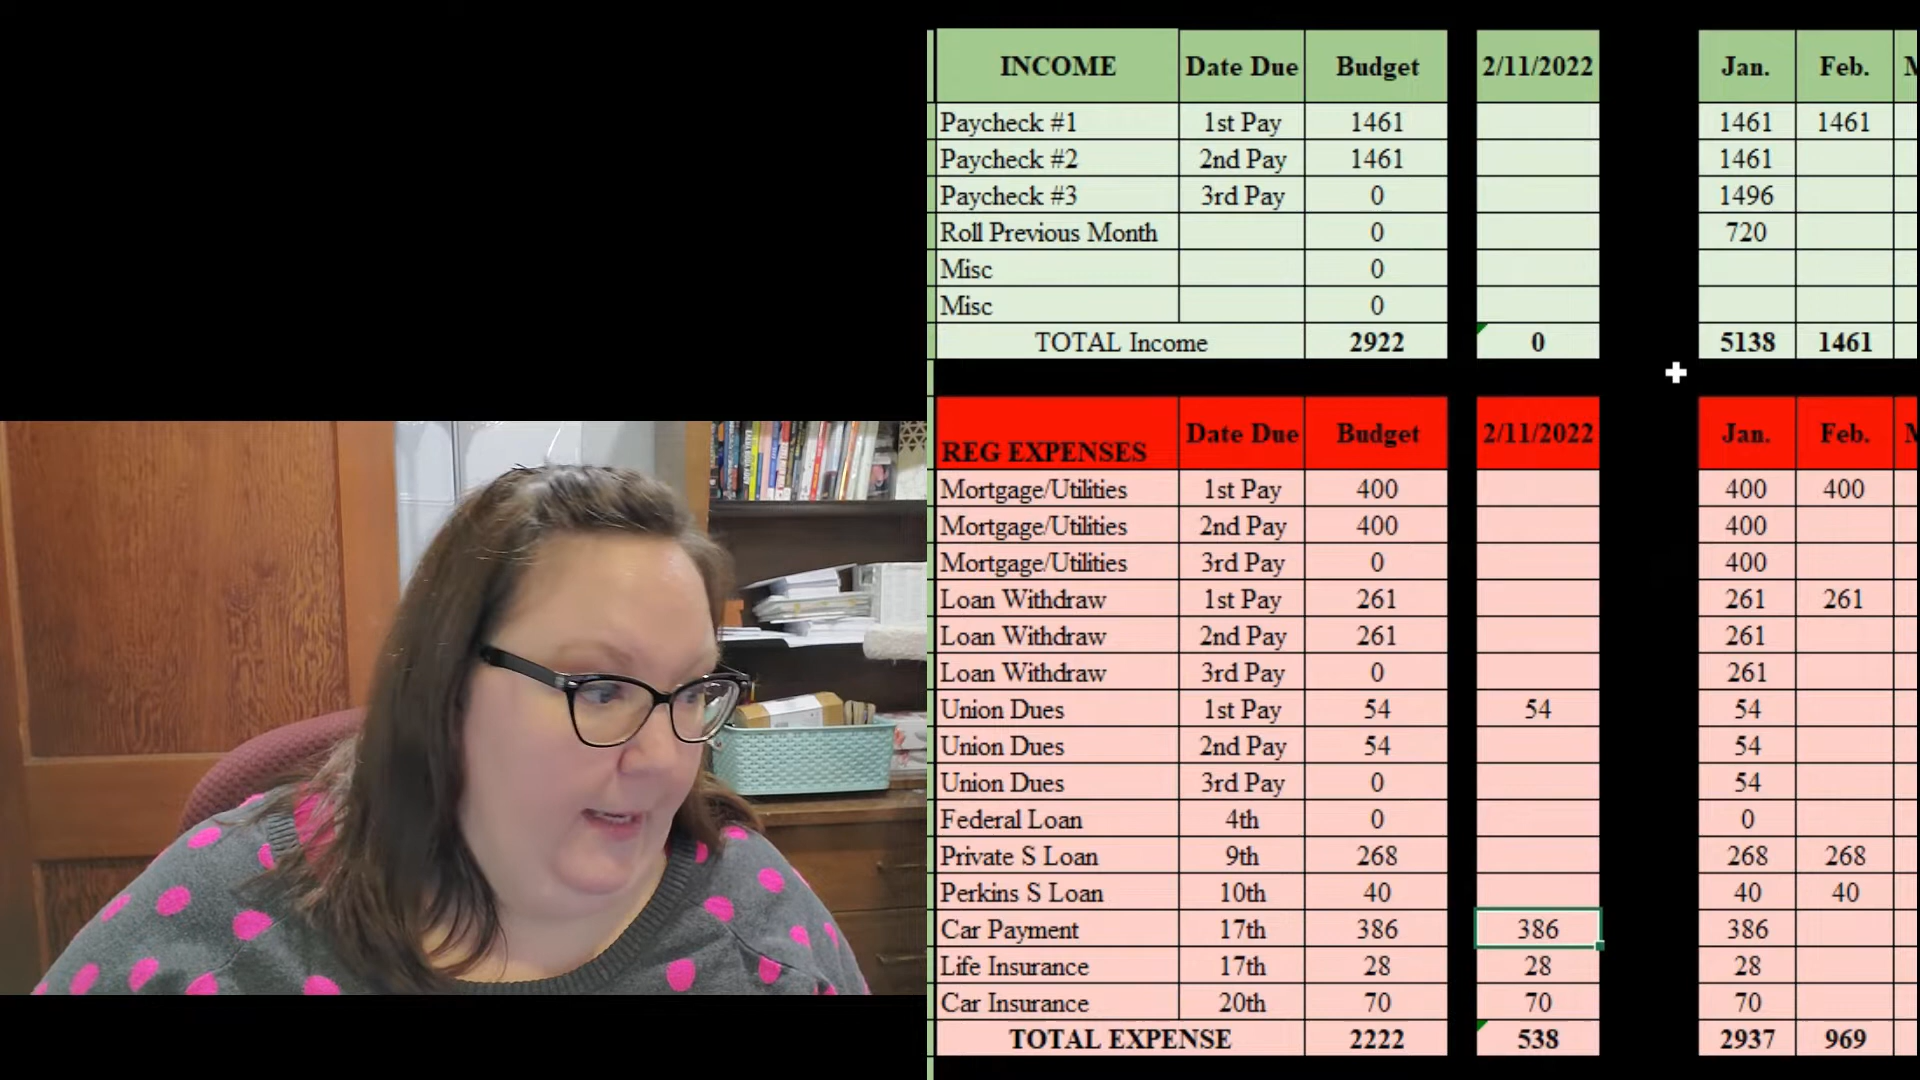 INCOME Date Due Budget 2/11/2022 Jan. Feb.
Paycheck #1 1st Pay 1461 1461 1461
Paycheck #2 2nd Pay 1461 1461
Paycheck #3 3rd Pay 0 1496
Roll Previous Month 0 720
Misc 0
Misc 0
TOTAL Income 2922 0 5138 1461
REG EXPENSES Date Due Budget 2/11/2022 Jan. Feb.
Mortgage/Utilities 1st Pay 400 400 400
Mortgage/Utilities 2nd Pay 400 400
Mortgage/Utilities 3rd Pay 0 400
Loan Withdraw 1st Pay 261 261 261
Loan Withdraw 2nd Pay 261 261
Loan Withdraw 3rd Pay 0 261
Union Dues 1st Pay 54 54 54
Union Dues 2nd Pay 54 54
Union Dues 3rd Pay 0 54
Federal Loan 4th 0 0
Private S Loan 9th 268 268 268
Perkins S Loan 10th 40 40 40
Car Payment 17th 386 386 386
Life Insurance 17th 28 28 28
Car Insurance 20th 70 70 70
TOTAL EXPENSE 2222 538 2937 969